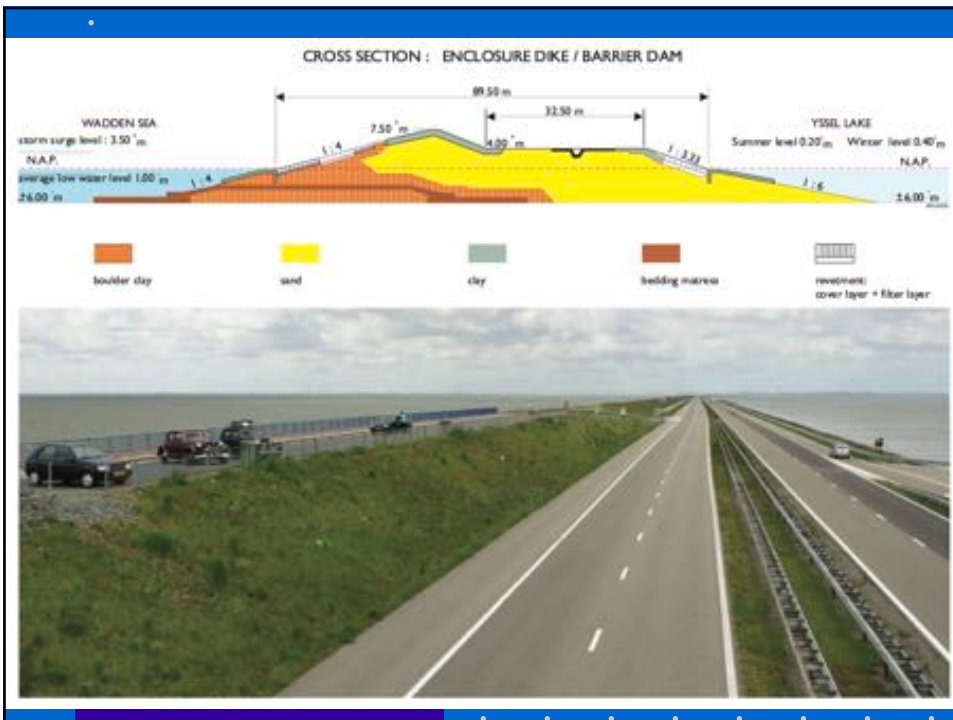 CROSS SECTION : ENCLOSURE DIKE / BARRIER DAM
89.50 m
32.50 m
WADDEN SEA
storm surge level : 3.50⁺m
N.A.P.
average low water level 1.00⁻m
±6.00⁻m
1 : 4
1 : 4
7.50⁺m
4.00⁺m
1 : 3.33
1 : 6
YSSEL LAKE
Summer level 0.20⁻m Winter level 0.40⁻m
N.A.P.
±6.00⁻m
boulder clay
sand
clay
bedding matress
revetment:
cover layer + filter layer